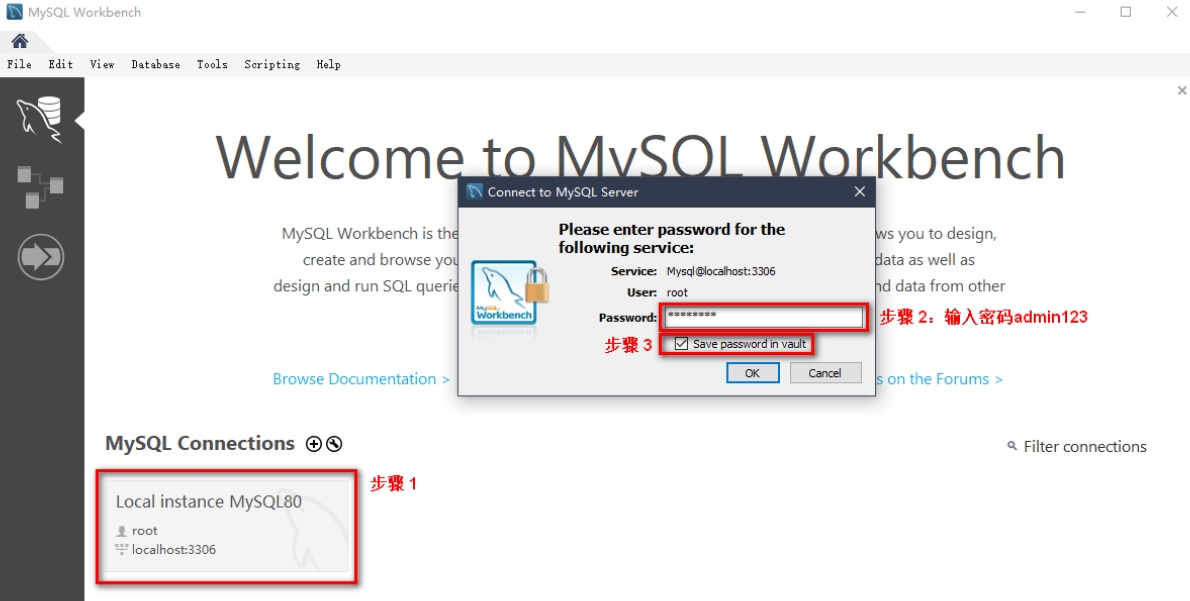 MySQL Workbench
File Edit View Database Tools Scripting Help
Welcome to MySQL Workbench
Connect to MySQL Server
Please enter password for the
following service:
MySQL Workbench is the
ws you to design,
create and browse you
data as well as
design and run SQL querie
nd data from other
Service: Mysql@localhost:3306
User: root
Password: ********
步骤 2：输入密码admin123
步骤 3
Save password in vault
MySQL
Workbench
OK Cancel
Browse Documentation >
s on the Forums >
MySQL Connections
Filter connections
步骤 1
Local instance MySQL80
root
localhost:3306